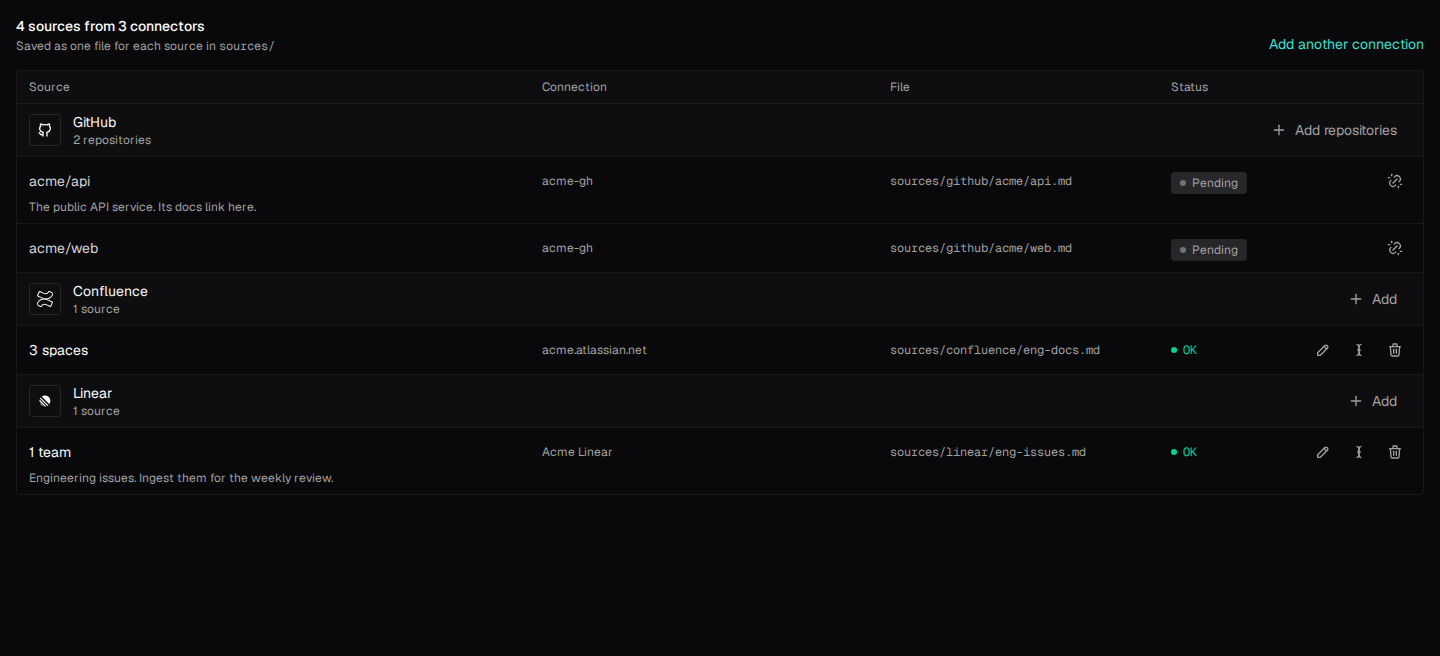 4 sources from 3 connectors
Saved as one file for each source in sources/
Add another connection
Source Connection File Status
GitHub
2 repositories
+ Add repositories
acme/api acme-gh sources/github/acme/api.md Pending
The public API service. Its docs link here.
acme/web acme-gh sources/github/acme/web.md Pending
Confluence
1 source
+ Add
3 spaces acme.atlassian.net sources/confluence/eng-docs.md OK
Linear
1 source
+ Add
1 team Acme Linear sources/linear/eng-issues.md OK
Engineering issues. Ingest them for the weekly review.